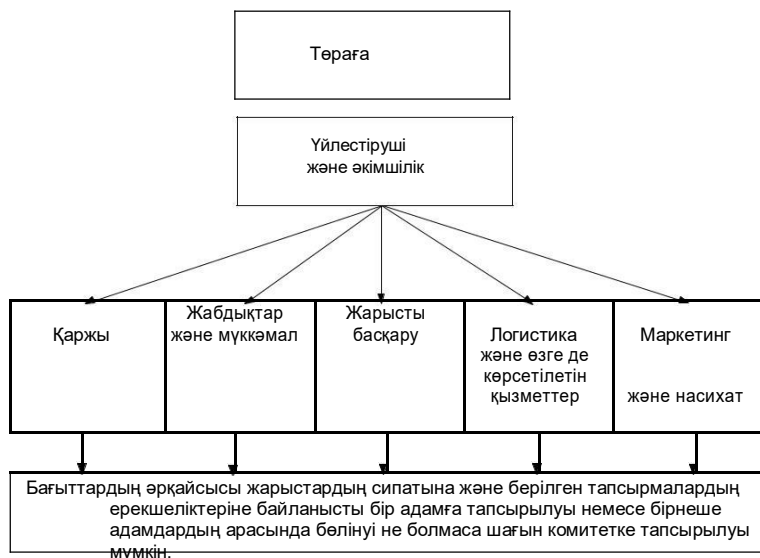 Төраға
Үйлестіруші
және әкімшілік
Қаржы
Жабдықтар
және мүккәмал
Жарысты
басқару
Логистика
және өзге де
көрсетілетін
қызметтер
Маркетинг
және насихат
Бағыттардың әрқайсысы жарыстардың сипатына және берілген тапсырмалардың
ерекшеліктеріне байланысты бір адамға тапсырылуы немесе бірнеше
адамдардың арасында бөлінуі не болмаса шағын комитетке тапсырылуы
мүмкін.